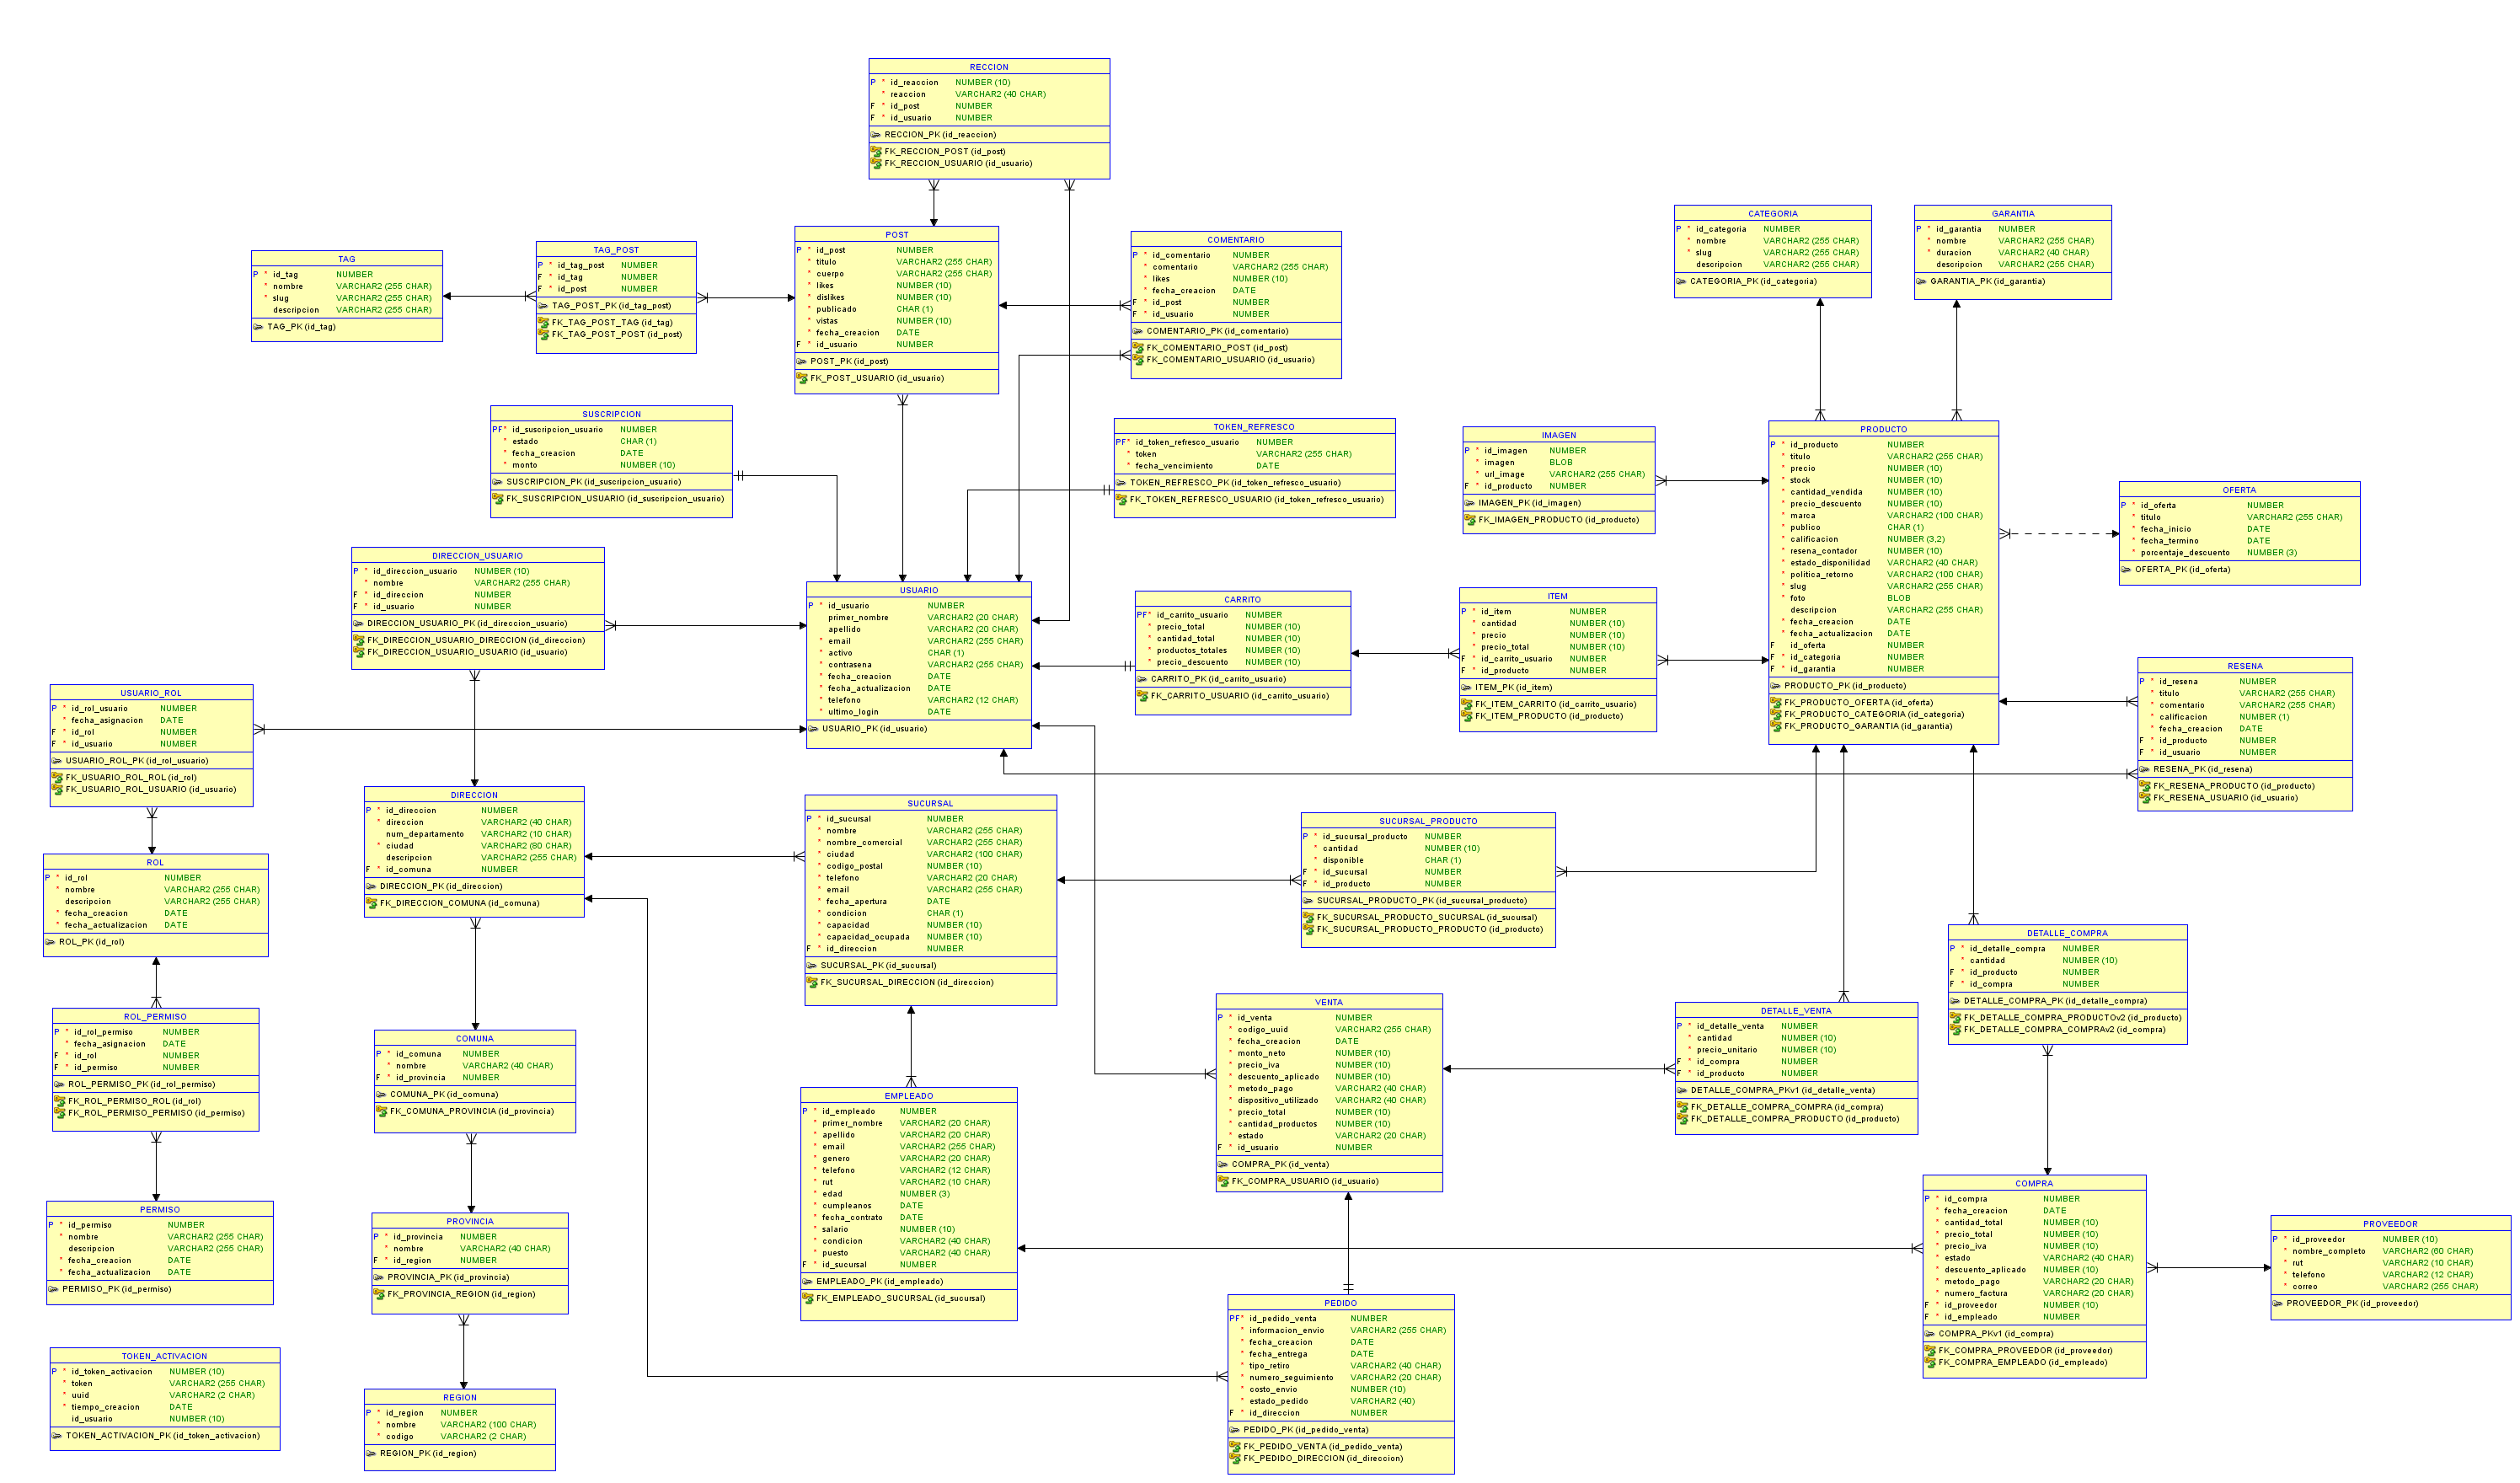 RECCION
P * id_reaccion NUMBER (10)
* reaccion VARCHAR2 (40 CHAR)
F * id_post NUMBER
F * id_usuario NUMBER
RECCION_PK (id_reaccion)
FK_RECCION_POST (id_post)
FK_RECCION_USUARIO (id_usuario)
TAG
P * id_tag NUMBER
* nombre VARCHAR2 (255 CHAR)
* slug VARCHAR2 (255 CHAR)
descripcion VARCHAR2 (255 CHAR)
TAG_PK (id_tag)
TAG_POST
P * id_tag_post NUMBER
F * id_tag NUMBER
F * id_post NUMBER
TAG_POST_PK (id_tag_post)
FK_TAG_POST_TAG (id_tag)
FK_TAG_POST_POST (id_post)
POST
P * id_post NUMBER
* titulo VARCHAR2 (255 CHAR)
* cuerpo VARCHAR2 (255 CHAR)
* likes NUMBER (10)
* dislikes NUMBER (10)
* publicado CHAR (1)
* vistas NUMBER (10)
* fecha_creacion DATE
F * id_usuario NUMBER
POST_PK (id_post)
FK_POST_USUARIO (id_usuario)
COMENTARIO
P * id_comentario NUMBER
* comentario VARCHAR2 (255 CHAR)
* likes NUMBER (10)
* fecha_creacion DATE
F * id_post NUMBER
F * id_usuario NUMBER
COMENTARIO_PK (id_comentario)
FK_COMENTARIO_POST (id_post)
FK_COMENTARIO_USUARIO (id_usuario)
CATEGORIA
P * id_categoria NUMBER
* nombre VARCHAR2 (255 CHAR)
* slug VARCHAR2 (255 CHAR)
descripcion VARCHAR2 (255 CHAR)
CATEGORIA_PK (id_categoria)
GARANTIA
P * id_garantia NUMBER
* nombre VARCHAR2 (255 CHAR)
* duracion VARCHAR2 (40 CHAR)
descripcion VARCHAR2 (255 CHAR)
GARANTIA_PK (id_garantia)
SUSCRIPCION
PF* id_suscripcion_usuario NUMBER
* estado CHAR (1)
* fecha_creacion DATE
* monto NUMBER (10)
SUSCRIPCION_PK (id_suscripcion_usuario)
FK_SUSCRIPCION_USUARIO (id_suscripcion_usuario)
TOKEN_REFRESCO
PF* id_token_refresco_usuario NUMBER
* token VARCHAR2 (255 CHAR)
* fecha_vencimiento DATE
TOKEN_REFRESCO_PK (id_token_refresco_usuario)
FK_TOKEN_REFRESCO_USUARIO (id_token_refresco_usuario)
IMAGEN
P * id_imagen NUMBER
* imagen BLOB
* url_image VARCHAR2 (255 CHAR)
F * id_producto NUMBER
IMAGEN_PK (id_imagen)
FK_IMAGEN_PRODUCTO (id_producto)
PRODUCTO
P * id_producto NUMBER
* titulo VARCHAR2 (255 CHAR)
* precio NUMBER (10)
* stock NUMBER (10)
* cantidad_vendida NUMBER (10)
* precio_descuento NUMBER (10)
* marca VARCHAR2 (100 CHAR)
* publico CHAR (1)
* calificacion NUMBER (3,2)
* resena_contador NUMBER (10)
* estado_disponilidad VARCHAR2 (40 CHAR)
* politica_retorno VARCHAR2 (100 CHAR)
* slug VARCHAR2 (255 CHAR)
* foto BLOB
descripcion VARCHAR2 (255 CHAR)
* fecha_creacion DATE
* fecha_actualizacion DATE
F id_oferta NUMBER
F * id_categoria NUMBER
F * id_garantia NUMBER
PRODUCTO_PK (id_producto)
FK_PRODUCTO_OFERTA (id_oferta)
FK_PRODUCTO_CATEGORIA (id_categoria)
FK_PRODUCTO_GARANTIA (id_garantia)
OFERTA
P * id_oferta NUMBER
* titulo VARCHAR2 (255 CHAR)
* fecha_inicio DATE
* fecha_termino DATE
* porcentaje_descuento NUMBER (3)
OFERTA_PK (id_oferta)
DIRECCION_USUARIO
P * id_direccion_usuario NUMBER (10)
* nombre VARCHAR2 (255 CHAR)
F * id_direccion NUMBER
F * id_usuario NUMBER
DIRECCION_USUARIO_PK (id_direccion_usuario)
FK_DIRECCION_USUARIO_DIRECCION (id_direccion)
FK_DIRECCION_USUARIO_USUARIO (id_usuario)
USUARIO
P * id_usuario NUMBER
primer_nombre VARCHAR2 (20 CHAR)
apellido VARCHAR2 (20 CHAR)
* email VARCHAR2 (255 CHAR)
* activo CHAR (1)
* contrasena VARCHAR2 (255 CHAR)
* fecha_creacion DATE
* fecha_actualizacion DATE
* telefono VARCHAR2 (12 CHAR)
* ultimo_login DATE
USUARIO_PK (id_usuario)
CARRITO
PF* id_carrito_usuario NUMBER
* precio_total NUMBER (10)
* cantidad_total NUMBER (10)
* productos_totales NUMBER (10)
* precio_descuento NUMBER (10)
CARRITO_PK (id_carrito_usuario)
FK_CARRITO_USUARIO (id_carrito_usuario)
ITEM
P * id_item NUMBER
* cantidad NUMBER (10)
* precio NUMBER (10)
* precio_total NUMBER (10)
F * id_carrito_usuario NUMBER
F * id_producto NUMBER
ITEM_PK (id_item)
FK_ITEM_CARRITO (id_carrito_usuario)
FK_ITEM_PRODUCTO (id_producto)
RESENA
P * id_resena NUMBER
* titulo VARCHAR2 (255 CHAR)
* comentario VARCHAR2 (255 CHAR)
* calificacion NUMBER (1)
* fecha_creacion DATE
F * id_producto NUMBER
F * id_usuario NUMBER
RESENA_PK (id_resena)
FK_RESENA_PRODUCTO (id_producto)
FK_RESENA_USUARIO (id_usuario)
USUARIO_ROL
P * id_rol_usuario NUMBER
* fecha_asignacion DATE
F * id_rol NUMBER
F * id_usuario NUMBER
USUARIO_ROL_PK (id_rol_usuario)
FK_USUARIO_ROL_ROL (id_rol)
FK_USUARIO_ROL_USUARIO (id_usuario)
DIRECCION
P * id_direccion NUMBER
* direccion VARCHAR2 (40 CHAR)
num_departamento VARCHAR2 (10 CHAR)
* ciudad VARCHAR2 (80 CHAR)
descripcion VARCHAR2 (255 CHAR)
F * id_comuna NUMBER
DIRECCION_PK (id_direccion)
FK_DIRECCION_COMUNA (id_comuna)
SUCURSAL
P * id_sucursal NUMBER
* nombre VARCHAR2 (255 CHAR)
* nombre_comercial VARCHAR2 (255 CHAR)
* ciudad VARCHAR2 (100 CHAR)
* codigo_postal NUMBER (10)
* telefono VARCHAR2 (20 CHAR)
* email VARCHAR2 (255 CHAR)
* fecha_apertura DATE
* condicion CHAR (1)
* capacidad NUMBER (10)
* capacidad_ocupada NUMBER (10)
F * id_direccion NUMBER
SUCURSAL_PK (id_sucursal)
FK_SUCURSAL_DIRECCION (id_direccion)
SUCURSAL_PRODUCTO
P * id_sucursal_producto NUMBER
* cantidad NUMBER (10)
* disponible CHAR (1)
F * id_sucursal NUMBER
F * id_producto NUMBER
SUCURSAL_PRODUCTO_PK (id_sucursal_producto)
FK_SUCURSAL_PRODUCTO_SUCURSAL (id_sucursal)
FK_SUCURSAL_PRODUCTO_PRODUCTO (id_producto)
ROL
P * id_rol NUMBER
* nombre VARCHAR2 (255 CHAR)
descripcion VARCHAR2 (255 CHAR)
* fecha_creacion DATE
* fecha_actualizacion DATE
ROL_PK (id_rol)
DETALLE_COMPRA
P * id_detalle_compra NUMBER
* cantidad NUMBER (10)
F * id_producto NUMBER
F * id_compra NUMBER
DETALLE_COMPRA_PK (id_detalle_compra)
FK_DETALLE_COMPRA_PRODUCTOv2 (id_producto)
FK_DETALLE_COMPRA_COMPRAv2 (id_compra)
VENTA
P * id_venta NUMBER
* codigo_uuid VARCHAR2 (255 CHAR)
* fecha_creacion DATE
* monto_neto NUMBER (10)
* precio_iva NUMBER (10)
* descuento_aplicado NUMBER (10)
* metodo_pago VARCHAR2 (40 CHAR)
* dispositivo_utilizado VARCHAR2 (40 CHAR)
* precio_total NUMBER (10)
* cantidad_productos NUMBER (10)
* estado VARCHAR2 (20 CHAR)
F * id_usuario NUMBER
COMPRA_PK (id_venta)
FK_COMPRA_USUARIO (id_usuario)
DETALLE_VENTA
P * id_detalle_venta NUMBER
* cantidad NUMBER (10)
* precio_unitario NUMBER (10)
F * id_compra NUMBER
F * id_producto NUMBER
DETALLE_COMPRA_PKv1 (id_detalle_venta)
FK_DETALLE_COMPRA_COMPRA (id_compra)
FK_DETALLE_COMPRA_PRODUCTO (id_producto)
ROL_PERMISO
P * id_rol_permiso NUMBER
* fecha_asignacion DATE
F * id_rol NUMBER
F * id_permiso NUMBER
ROL_PERMISO_PK (id_rol_permiso)
FK_ROL_PERMISO_ROL (id_rol)
FK_ROL_PERMISO_PERMISO (id_permiso)
COMUNA
P * id_comuna NUMBER
* nombre VARCHAR2 (40 CHAR)
F * id_provincia NUMBER
COMUNA_PK (id_comuna)
FK_COMUNA_PROVINCIA (id_provincia)
EMPLEADO
P * id_empleado NUMBER
* primer_nombre VARCHAR2 (20 CHAR)
* apellido VARCHAR2 (20 CHAR)
* email VARCHAR2 (255 CHAR)
* genero VARCHAR2 (20 CHAR)
* telefono VARCHAR2 (12 CHAR)
* rut VARCHAR2 (10 CHAR)
* edad NUMBER (3)
* cumpleanos DATE
* fecha_contrato DATE
* salario NUMBER (10)
* condicion VARCHAR2 (40 CHAR)
* puesto VARCHAR2 (40 CHAR)
F * id_sucursal NUMBER
EMPLEADO_PK (id_empleado)
FK_EMPLEADO_SUCURSAL (id_sucursal)
COMPRA
P * id_compra NUMBER
* fecha_creacion DATE
* cantidad_total NUMBER (10)
* precio_total NUMBER (10)
* precio_iva NUMBER (10)
* estado VARCHAR2 (40 CHAR)
* descuento_aplicado NUMBER (10)
* metodo_pago VARCHAR2 (20 CHAR)
* numero_factura VARCHAR2 (20 CHAR)
F * id_proveedor NUMBER (10)
F * id_empleado NUMBER
COMPRA_PKv1 (id_compra)
FK_COMPRA_PROVEEDOR (id_proveedor)
FK_COMPRA_EMPLEADO (id_empleado)
PROVEEDOR
P * id_proveedor NUMBER (10)
* nombre_completo VARCHAR2 (60 CHAR)
* rut VARCHAR2 (10 CHAR)
* telefono VARCHAR2 (12 CHAR)
* correo VARCHAR2 (255 CHAR)
PROVEEDOR_PK (id_proveedor)
PERMISO
P * id_permiso NUMBER
* nombre VARCHAR2 (255 CHAR)
descripcion VARCHAR2 (255 CHAR)
* fecha_creacion DATE
* fecha_actualizacion DATE
PERMISO_PK (id_permiso)
PROVINCIA
P * id_provincia NUMBER
* nombre VARCHAR2 (40 CHAR)
F * id_region NUMBER
PROVINCIA_PK (id_provincia)
FK_PROVINCIA_REGION (id_region)
PEDIDO
PF* id_pedido_venta NUMBER
* informacion_envio VARCHAR2 (255 CHAR)
* fecha_creacion DATE
* fecha_entrega DATE
* tipo_retiro VARCHAR2 (40 CHAR)
* numero_seguimiento VARCHAR2 (20 CHAR)
* costo_envio NUMBER (10)
* estado_pedido VARCHAR2 (40)
F * id_direccion NUMBER
PEDIDO_PK (id_pedido_venta)
FK_PEDIDO_VENTA (id_pedido_venta)
FK_PEDIDO_DIRECCION (id_direccion)
TOKEN_ACTIVACION
P * id_token_activacion NUMBER (10)
* token VARCHAR2 (255 CHAR)
* uuid VARCHAR2 (2 CHAR)
* tiempo_creacion DATE
id_usuario NUMBER (10)
TOKEN_ACTIVACION_PK (id_token_activacion)
REGION
P * id_region NUMBER
* nombre VARCHAR2 (100 CHAR)
* codigo VARCHAR2 (2 CHAR)
REGION_PK (id_region)